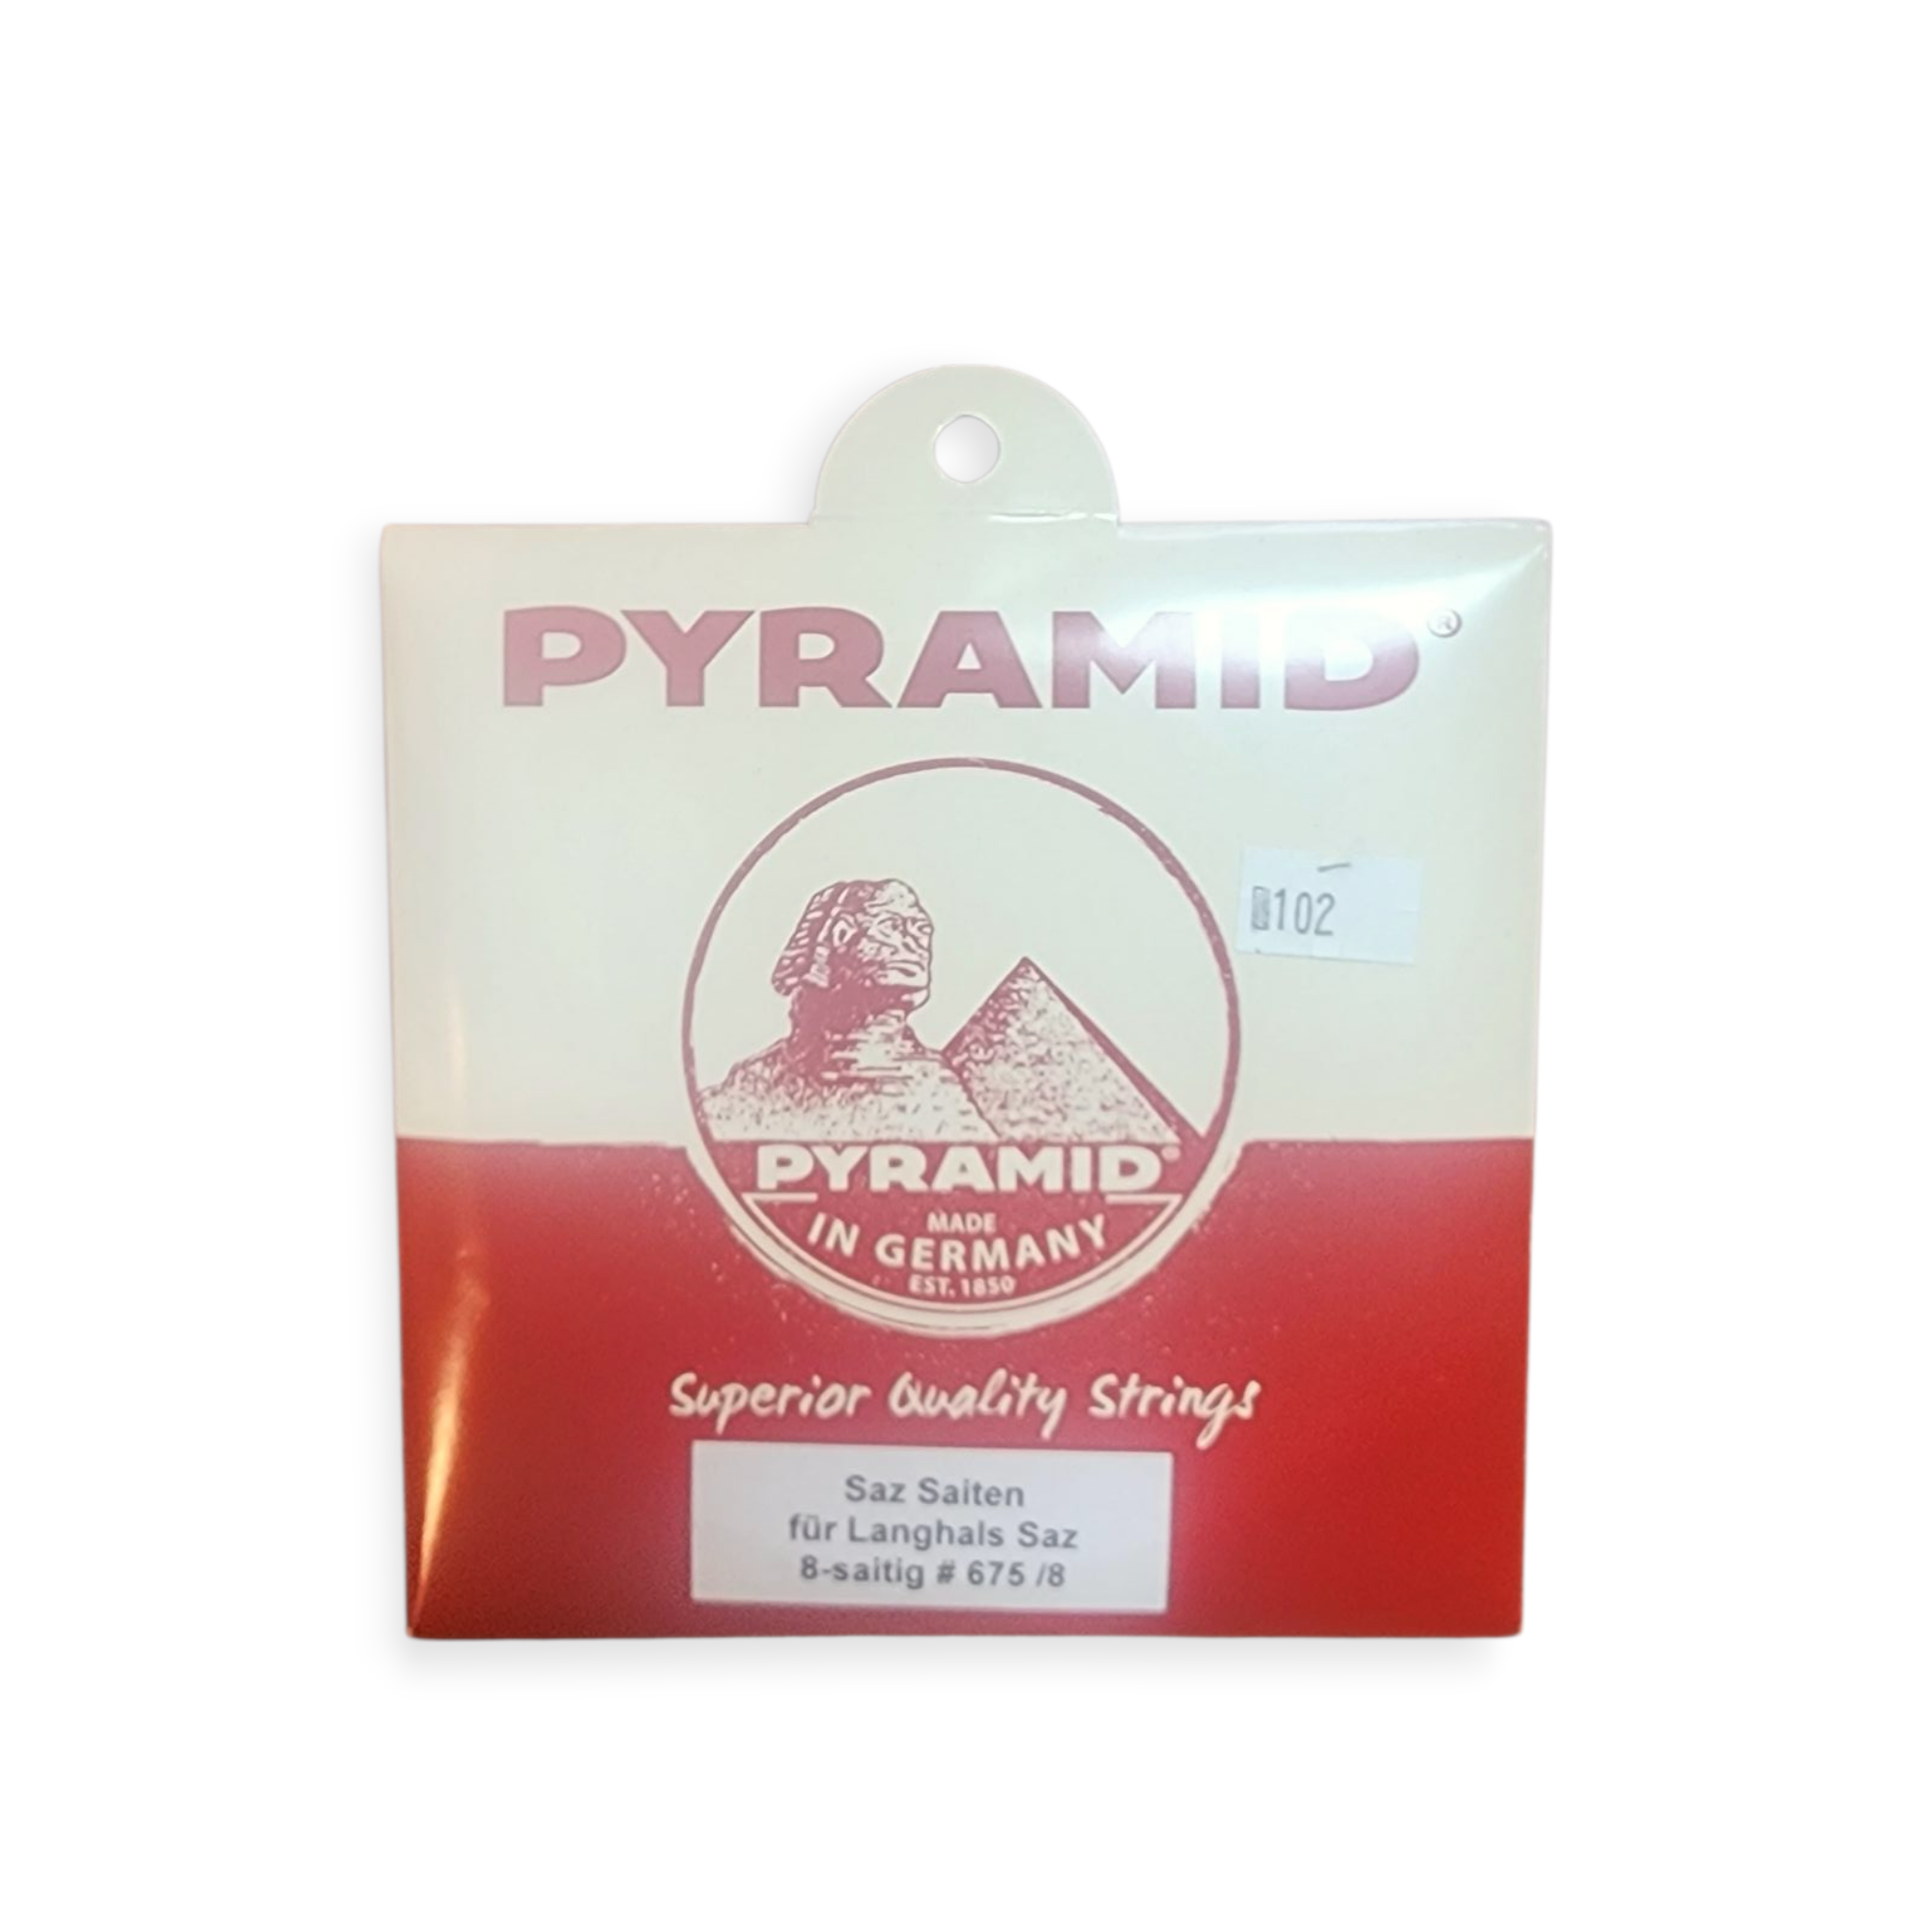 PYRAMID®
102
PYRAMID®
MADE
IN GERMANY
EST. 1850
Superior Quality Strings
Saz Saiten
für Langhals Saz
8-saitig # 675 /8